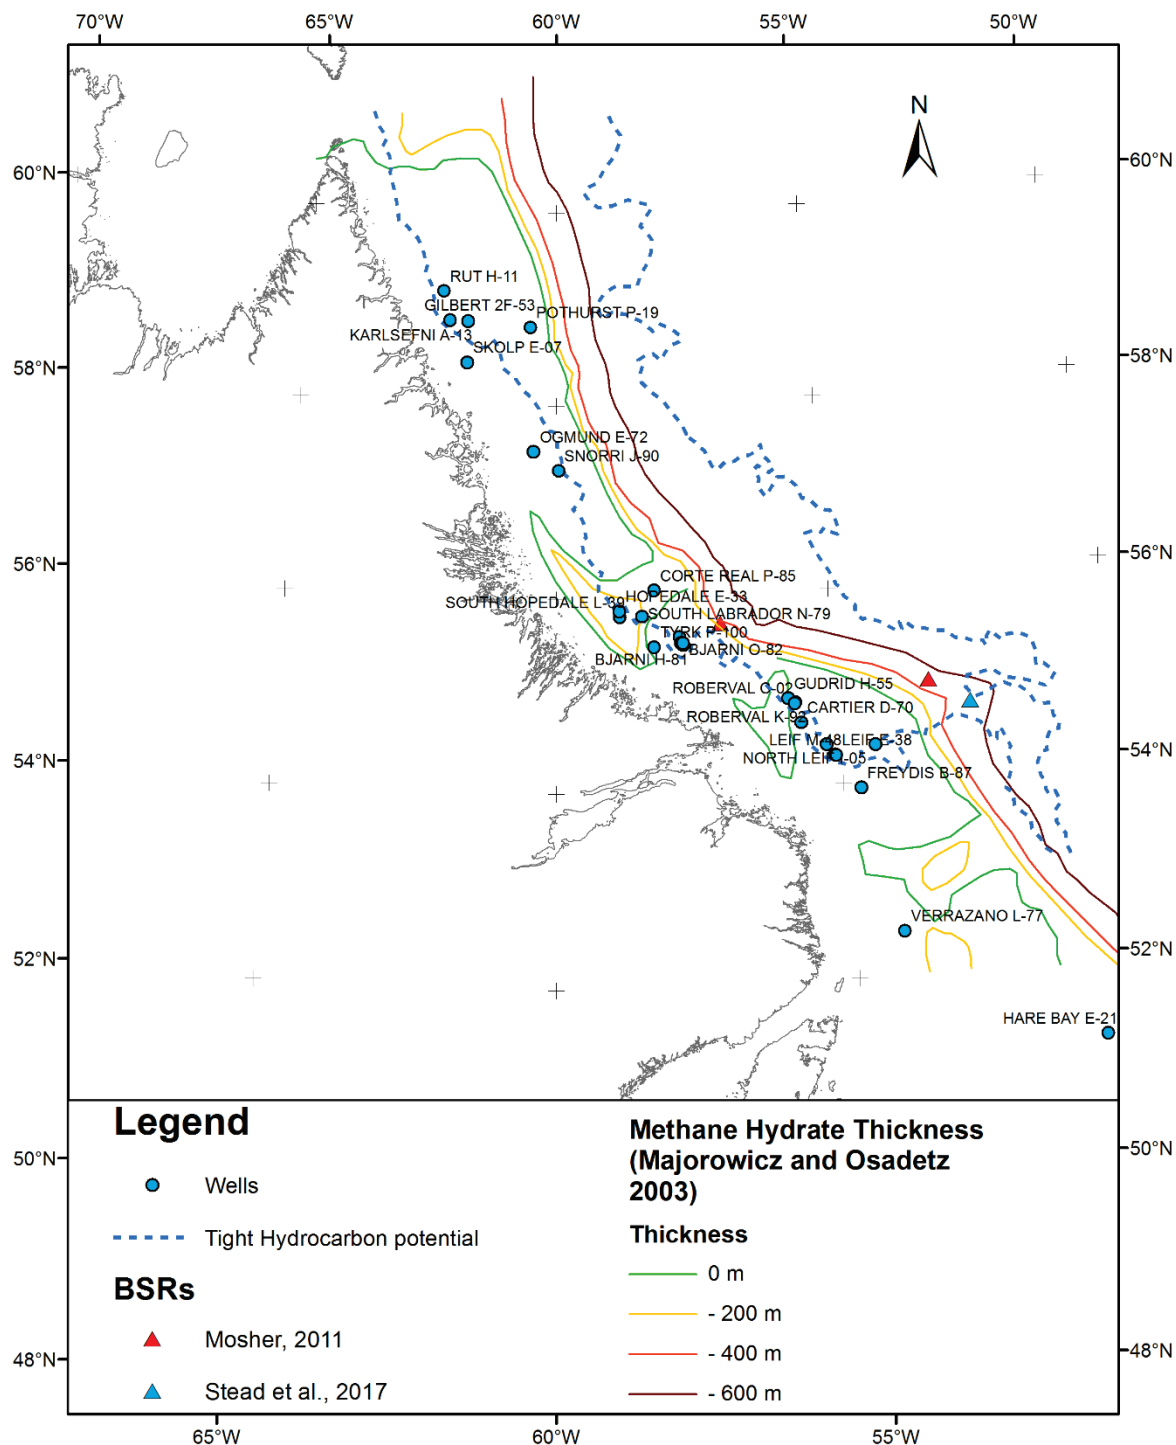 70°W 65°W 60°W 55°W 50°W
N
60°N 60°N
RUT H-11
GILBERT 2F-53
POTHURST P-19
KARLSEFNI A-13
SKOLP E-07
58°N 58°N
OGMUND E-72
SNORRI J-90
56°N 56°N
CORTE REAL P-85
HOPEDALE E-33
SOUTH HOPEDALE L-39
SOUTH LABRADOR N-79
TYRK P-100
BJARNI O-82
BJARNI H-81
GUDRID H-55
ROBERVAL C-02
CARTIER D-70
ROBERVAL K-92
LEIF M-48 LEIF E-38
NORTH LEIF I-05
54°N 54°N
FREYDIS B-87
VERRAZANO L-77
52°N 52°N
HARE BAY E-21
Legend
Wells
Tight Hydrocarbon potential
BSRs
Mosher, 2011
Stead et al., 2017
Methane Hydrate Thickness
(Majorowicz and Osadetz
2003)
Thickness
0 m
- 200 m
- 400 m
- 600 m
50°N 50°N
48°N 48°N
65°W 60°W 55°W